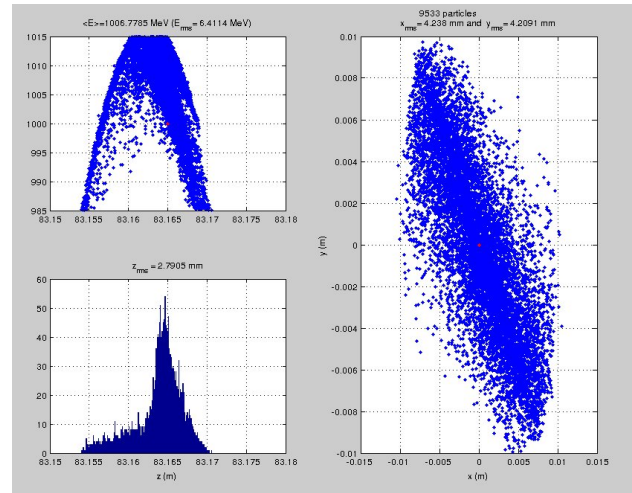 <E>=1006.7785 MeV (E_rms=6.4114 MeV)
1015
1010
1005
1000
995
990
985
83.15 83.155 83.16 83.165 83.17 83.175 83.18
z_rms=2.7905 mm
60
50
40
30
20
10
0
83.15 83.155 83.16 83.165 83.17 83.175 83.18
z (m)
9533 particles
x_rms=4.238 mm and y_rms=4.2091 mm
0.01
0.008
0.006
0.004
0.002
0
-0.002
-0.004
-0.006
-0.008
-0.01
y (m)
-0.015 -0.01 -0.005 0 0.005 0.01 0.015
x (m)